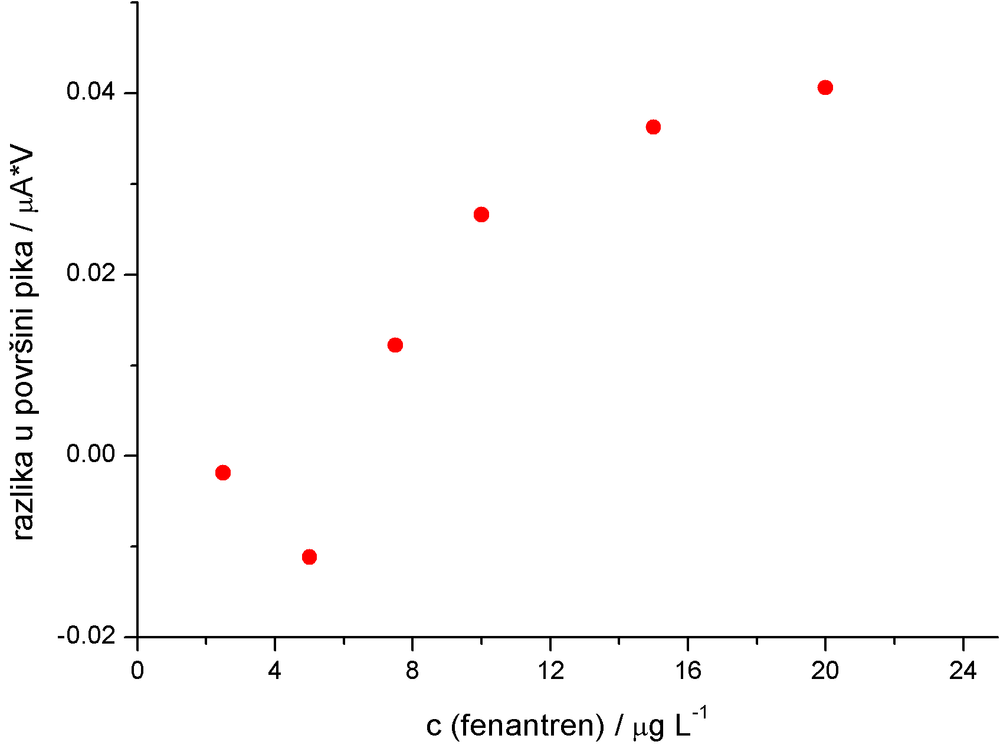 razlika u površini pika / μA*V
0.04
0.02
0.00
-0.02
0 4 8 12 16 20 24
c (fenantren) / μg L⁻¹